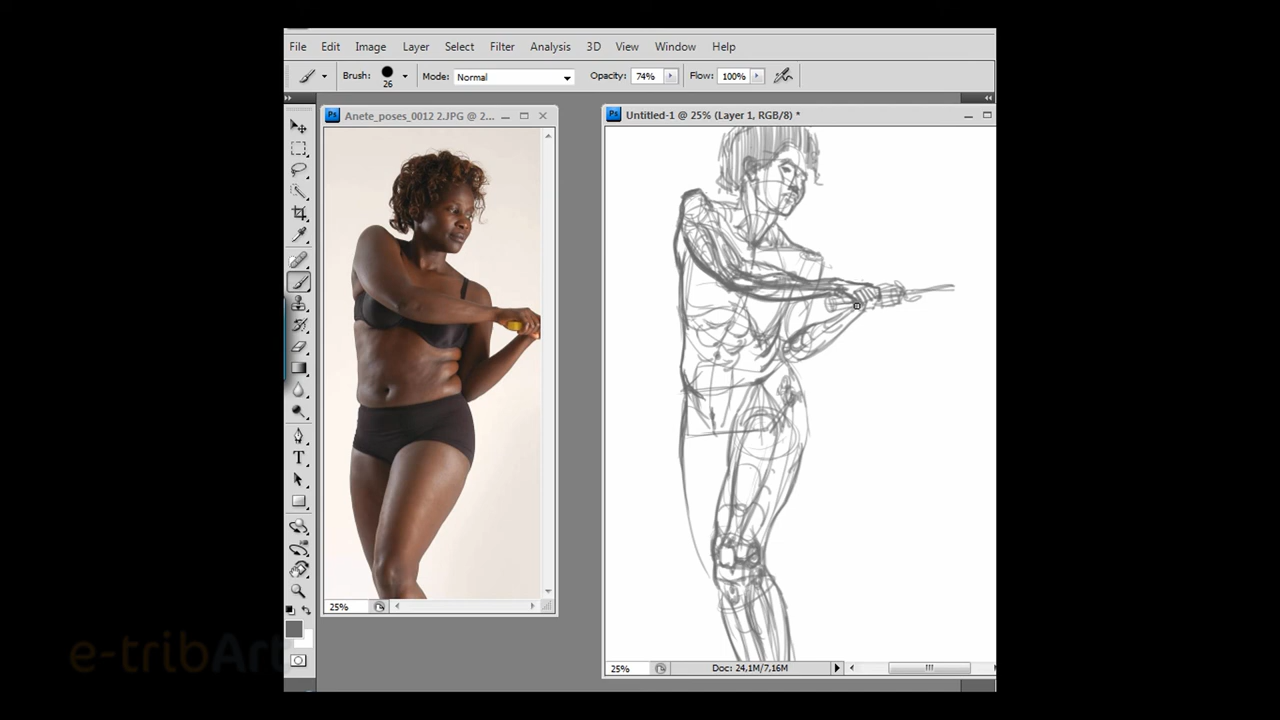 File Edit Image Layer Select Filter Analysis 3D View Window Help
Brush: 26 Mode: Normal Opacity: 74% Flow: 100%
Ps Anete_poses_0012 2.JPG @ 2...
Ps Untitled-1 @ 25% (Layer 1, RGB/8) *
T
25%
25% Doc: 24,1M/7,16M
e-tribArt